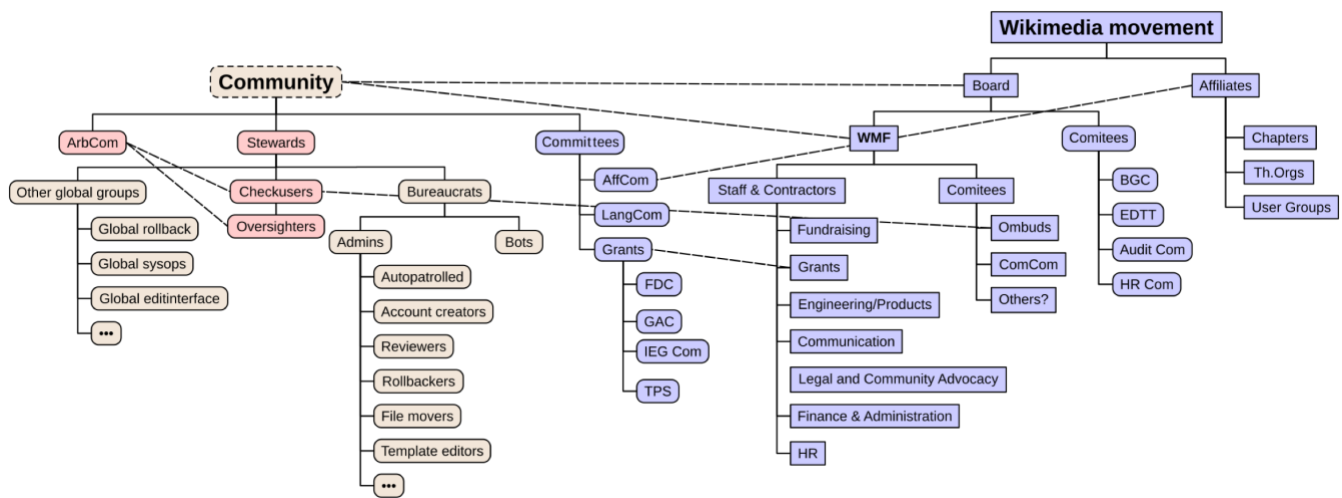 Wikimedia movement
Community
Board
Affiliates
ArbCom
Stewards
Committees
WMF
Comitees
Chapters
Th.Orgs
User Groups
Other global groups
Checkusers
Bureaucrats
AffCom
Staff & Contractors
Comitees
BGC
EDTT
Audit Com
HR Com
Global rollback
Global sysops
Global editinterface
•••
Oversighters
Admins
Bots
Autopatrolled
Account creators
Reviewers
Rollbackers
File movers
Template editors
•••
LangCom
Grants
FDC
GAC
IEG Com
TPS
Fundraising
Grants
Engineering/Products
Communication
Legal and Community Advocacy
Finance & Administration
HR
Ombuds
ComCom
Others?